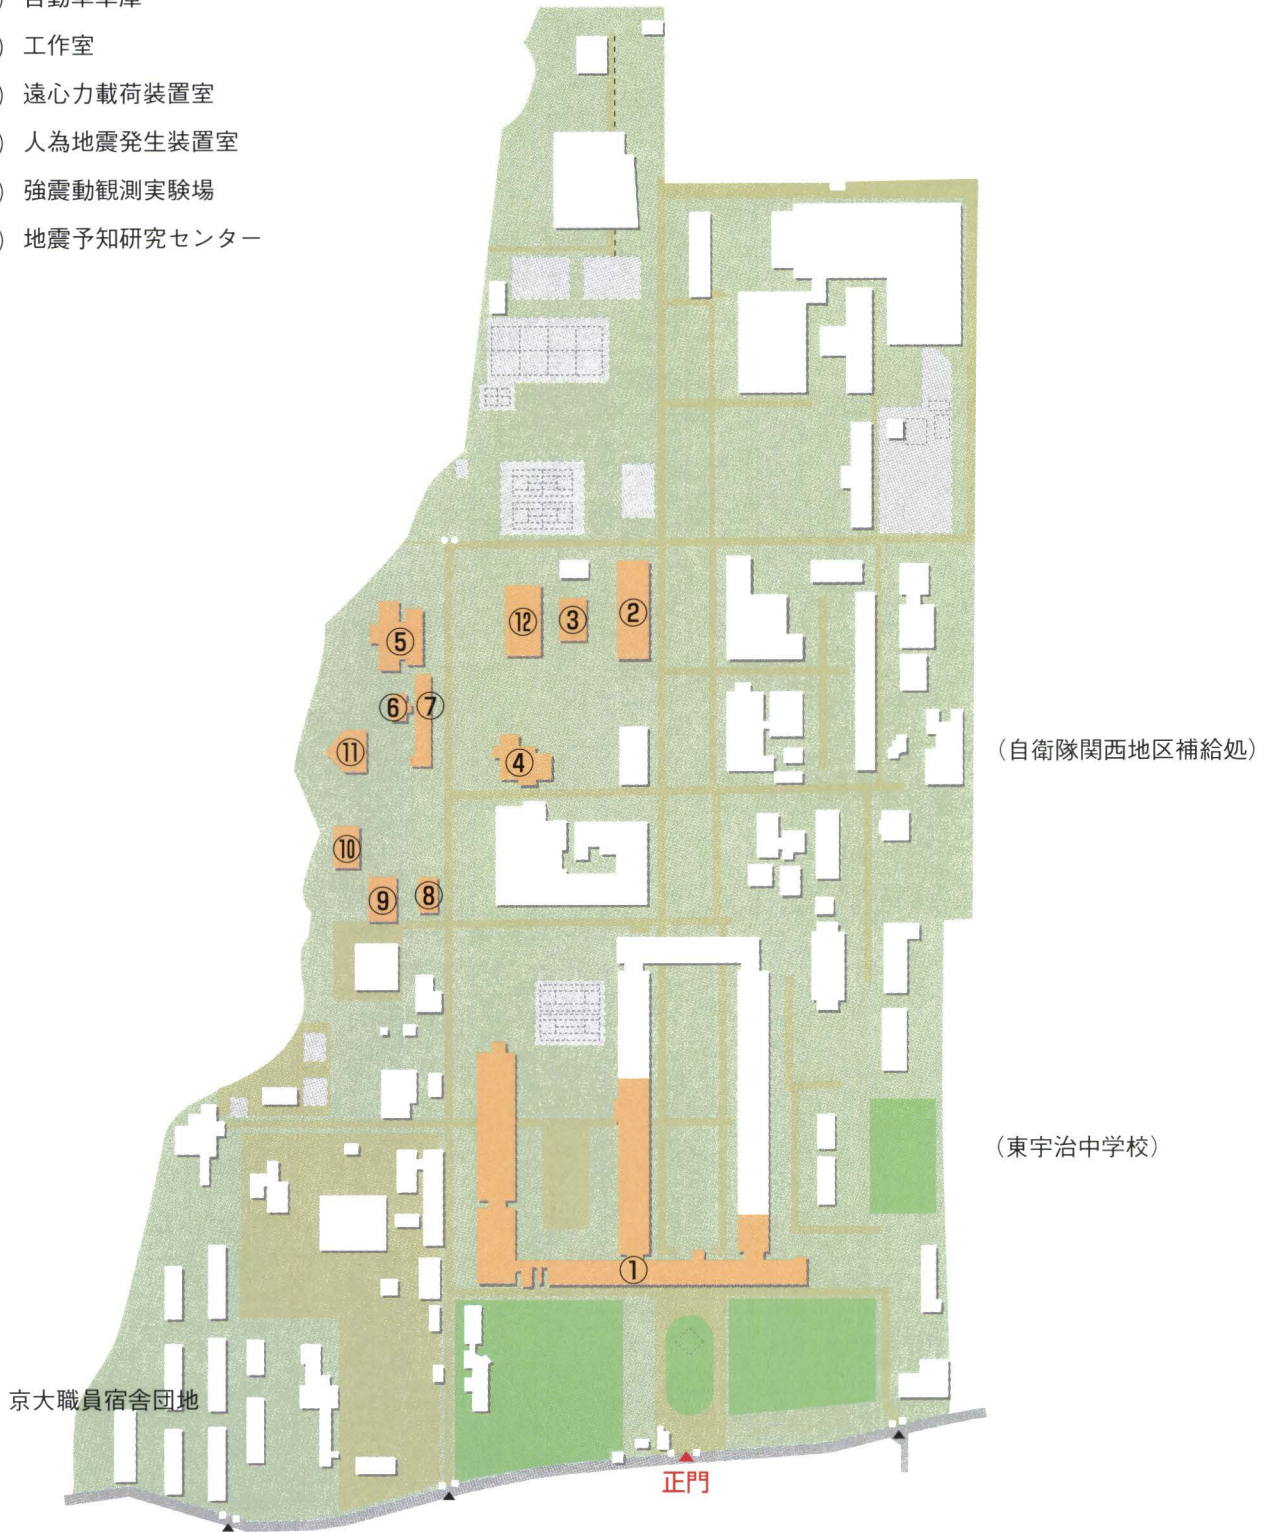 工作室
遠心力載荷装置室
人為地震発生装置室
強震動観測実験場
地震予知研究センター
⑫
③
②
⑤
⑥
⑦
⑪
④
(自衛隊関西地区補給処)
⑩
⑨
⑧
(東宇治中学校)
①
京大職員宿舎団地
正門